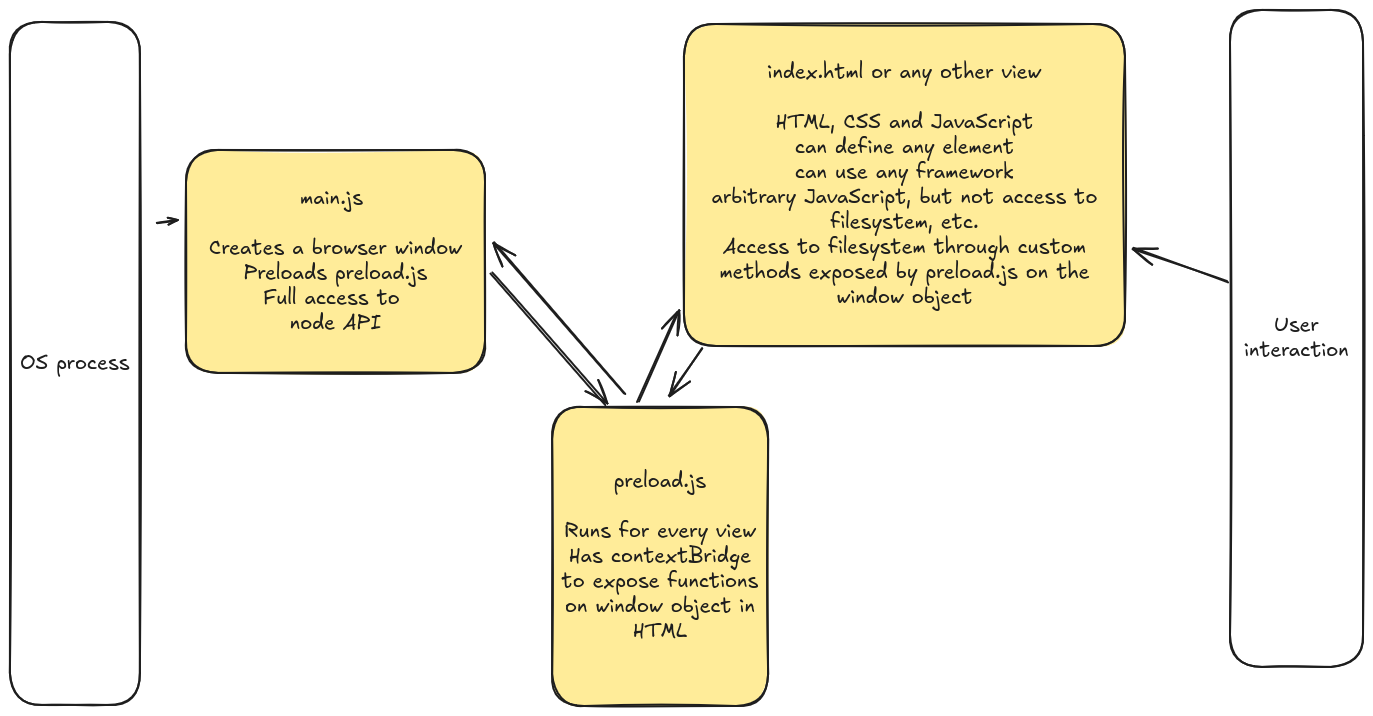 OS process
main.js
Creates a browser window
Preloads preload.js
Full access to
node API
preload.js
Runs for every view
Has contextBridge
to expose functions
on window object in
HTML
index.html or any other view
HTML, CSS and JavaScript
can define any element
can use any framework
arbitrary JavaScript, but not access to
filesystem, etc.
Access to filesystem through custom
methods exposed by preload.js on the
window object
User
interaction